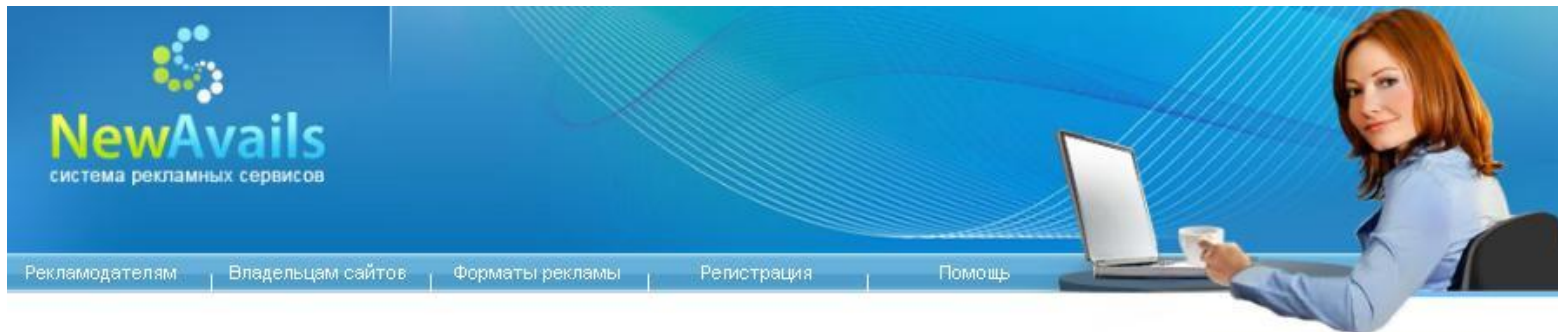 NewAvails
система рекламных сервисов
Рекламодателям Владельцам сайтов Форматы рекламы Регистрация Помощь